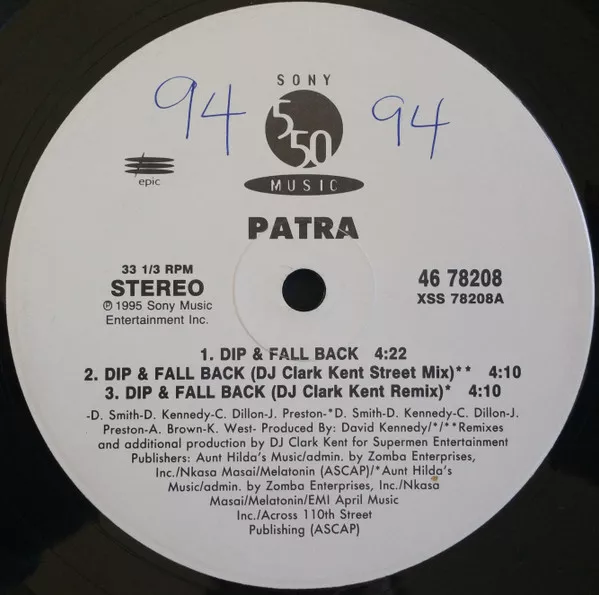 94 94
SONY
550
MUSIC
epic
PATRA
33 1/3 RPM
STEREO
℗ 1995 Sony Music
Entertainment Inc.
46 78208
XSS 78208A
1. DIP & FALL BACK 4:22
2. DIP & FALL BACK (DJ Clark Kent Street Mix)** 4:10
3. DIP & FALL BACK (DJ Clark Kent Remix)* 4:10
-D. Smith-D. Kennedy-C. Dillon-J. Preston-*D. Smith-D. Kennedy-C. Dillon-J.
Preston-A. Brown-K. West- Produced By: David Kennedy/*/**Remixes
and additional production by DJ Clark Kent for Supermen Entertainment
Publishers: Aunt Hilda's Music/admin. by Zomba Enterprises,
Inc./Nkasa Masai/Melatonin (ASCAP)/*Aunt Hilda's
Music/admin. by Zomba Enterprises, Inc./Nkasa
Masai/Melatonin/EMI April Music
Inc./Across 110th Street
Publishing (ASCAP)